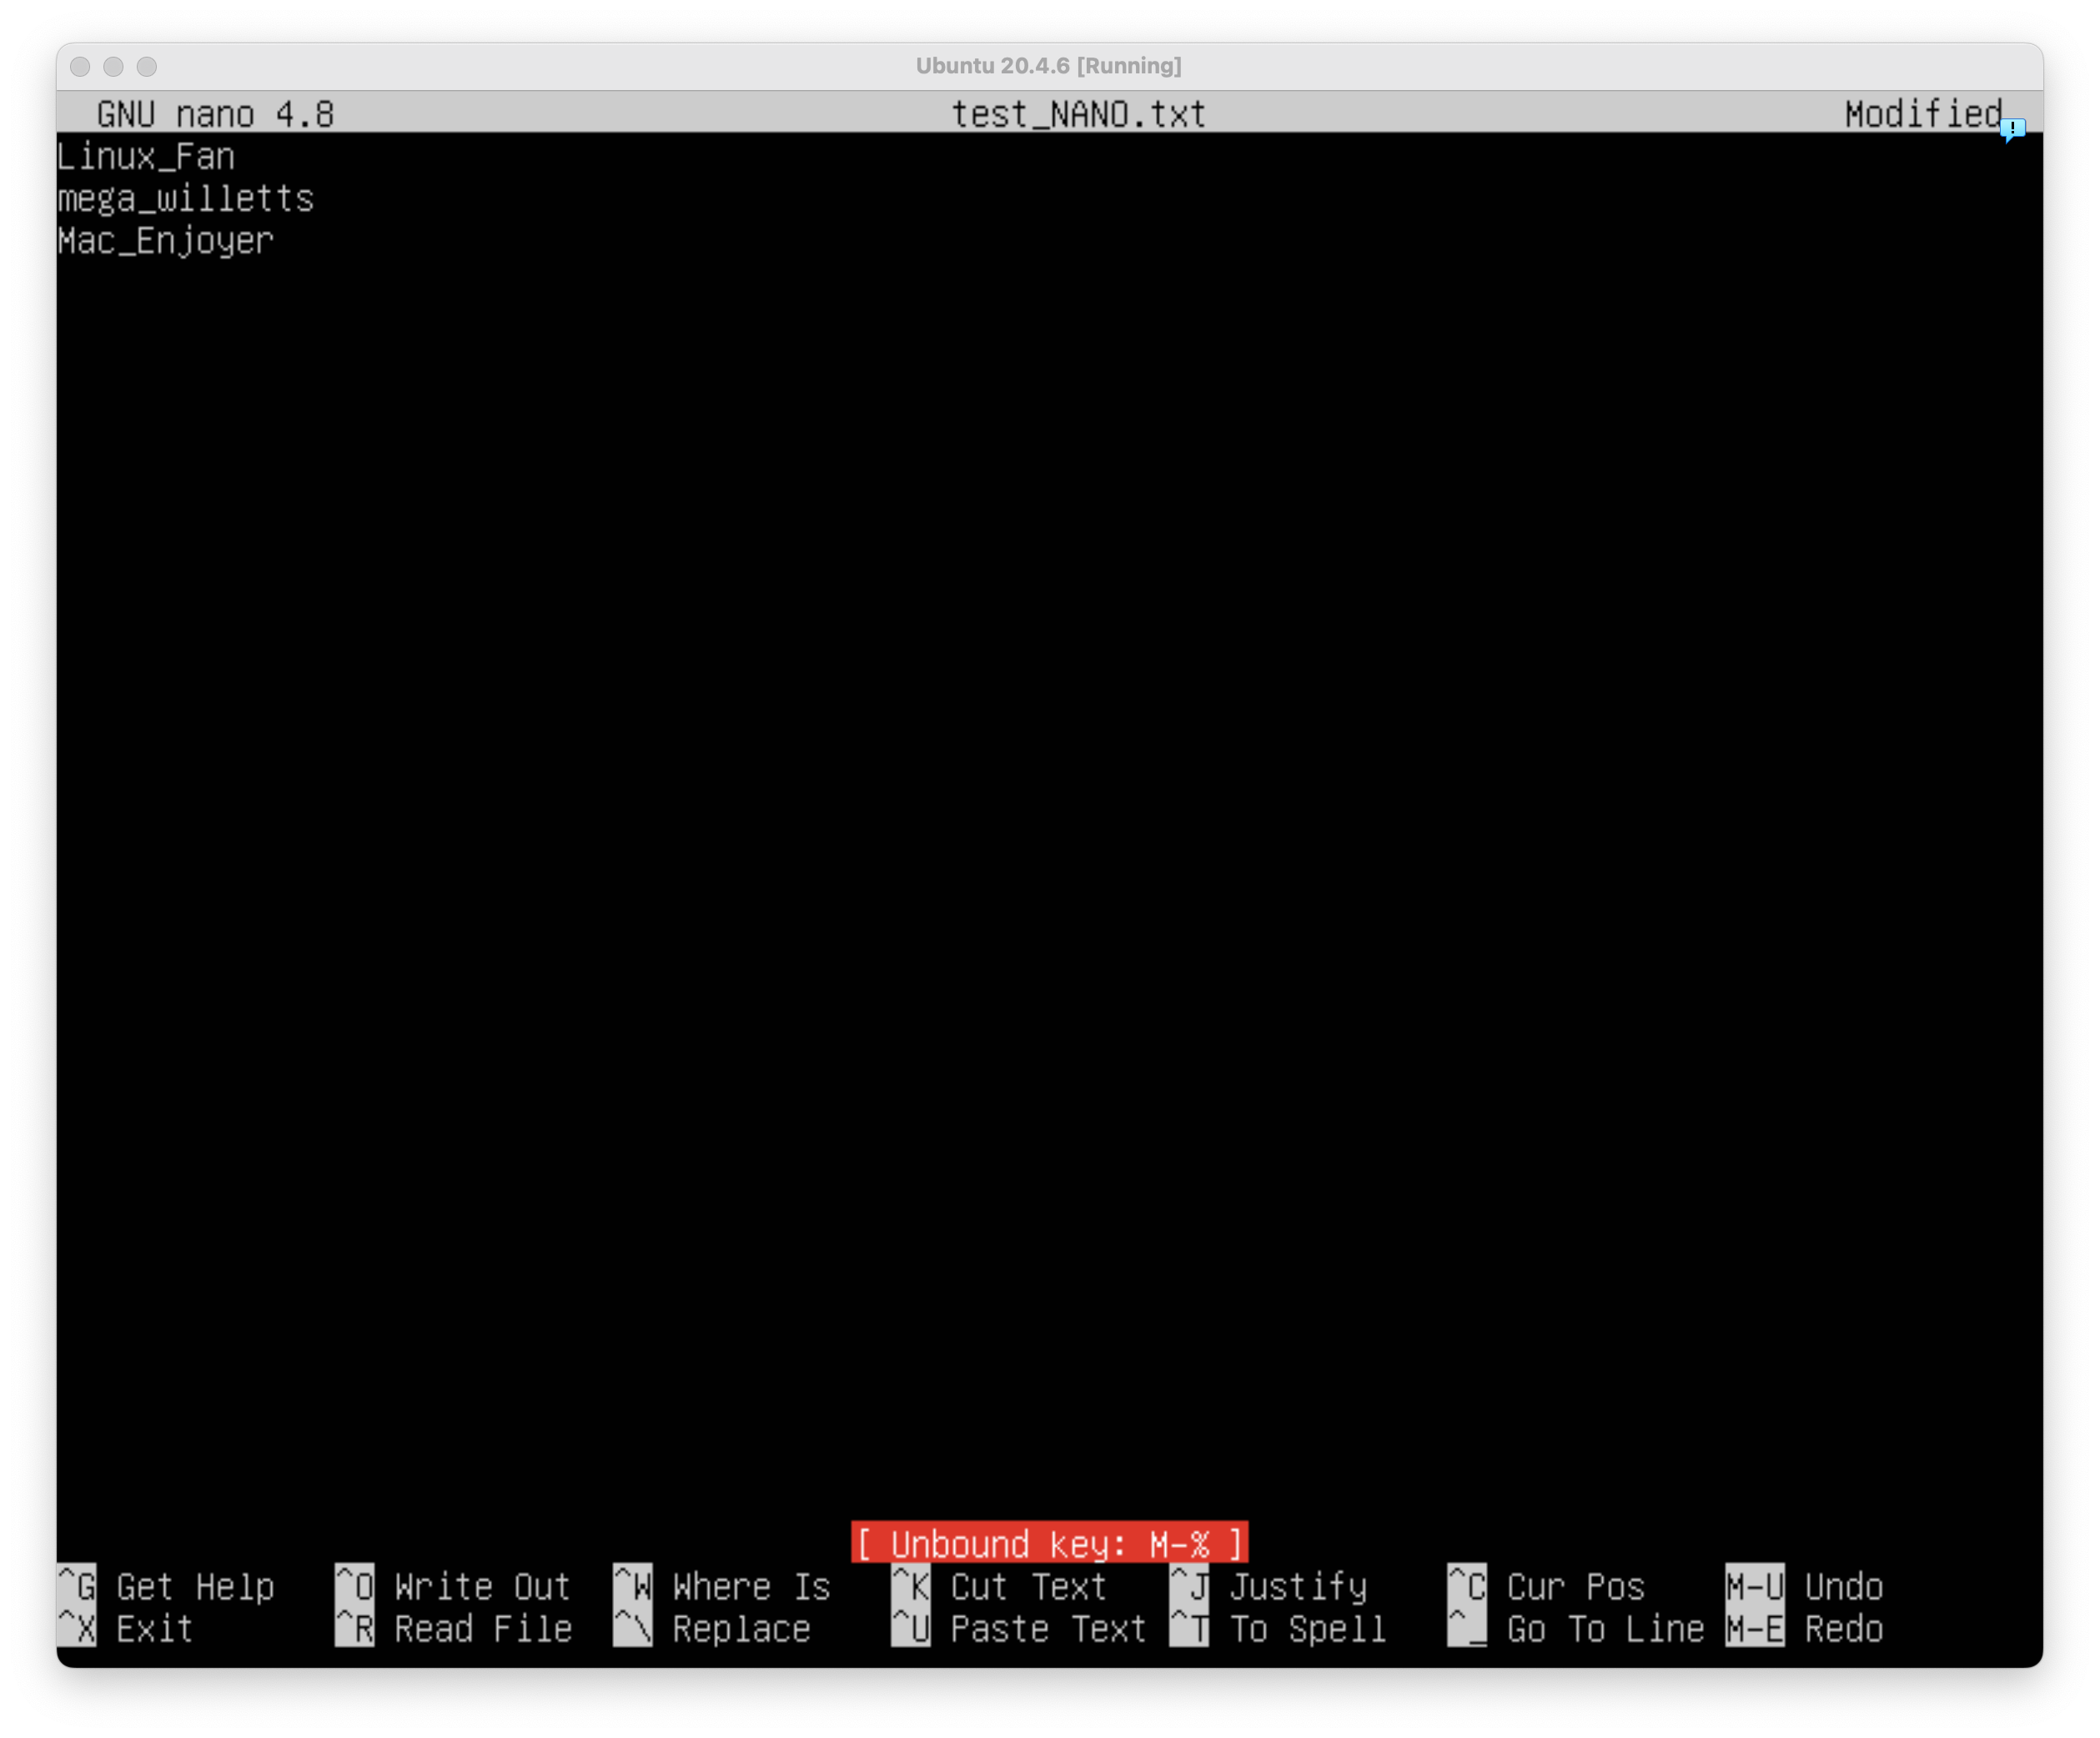 Ubuntu 20.4.6 [Running]
GNU nano 4.8 test_NANO.txt Modified
Linux_Fan
mega_willetts
Mac_Enjoyer
[ Unbound key: M-% ]
^G Get Help ^O Write Out ^W Where Is ^K Cut Text ^J Justify ^C Cur Pos M-U Undo
^X Exit ^R Read File ^\ Replace ^U Paste Text ^T To Spell ^_ Go To Line M-E Redo